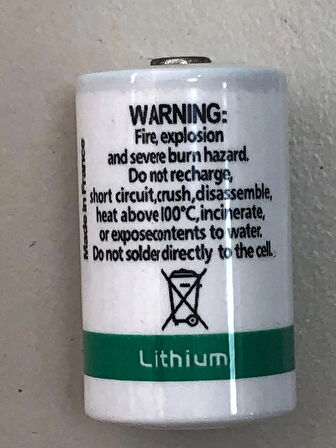 WARNING:
Fire, explosion
and severe burn hazard.
Do not recharge,
short circuit,crush,disassemble,
heat above 100°C,incinerate,
or exposecontents to water.
Do not solder directly to the cell.
Made in France
Lithium